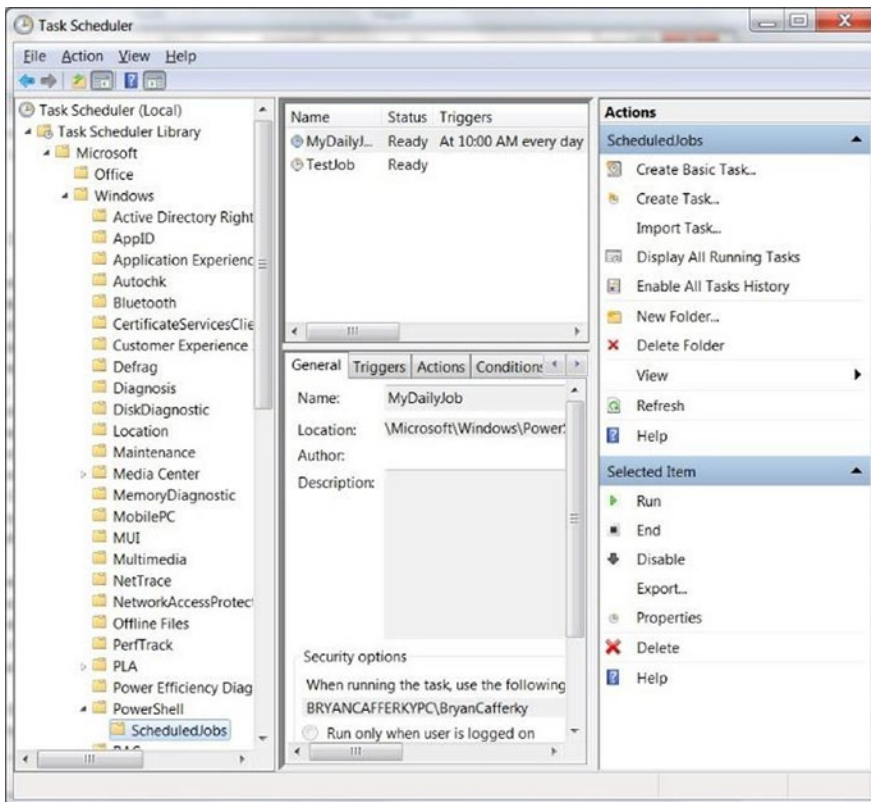 Task Scheduler
File Action View Help
Task Scheduler (Local)
Task Scheduler Library
Microsoft
Office
Windows
Active Directory Right
AppID
Application Experienc
Autochk
Bluetooth
CertificateServicesClie
Customer Experience
Defrag
Diagnosis
DiskDiagnostic
Location
Maintenance
Media Center
MemoryDiagnostic
MobilePC
MUI
Multimedia
NetTrace
NetworkAccessProtect
Offline Files
PerfTrack
PLA
Power Efficiency Diag
PowerShell
ScheduledJobs
Name Status Triggers
MyDailyJ... Ready At 10:00 AM every day
TestJob Ready
General Triggers Actions Conditions
Name: MyDailyJob
Location: \Microsoft\Windows\PowerS
Author:
Description:
Security options
When running the task, use the following
BRYANCAFFERKYPC\BryanCafferky
Run only when user is logged on
Actions
ScheduledJobs
Create Basic Task...
Create Task...
Import Task...
Display All Running Tasks
Enable All Tasks History
New Folder...
Delete Folder
View
Refresh
Help
Selected Item
Run
End
Disable
Export...
Properties
Delete
Help